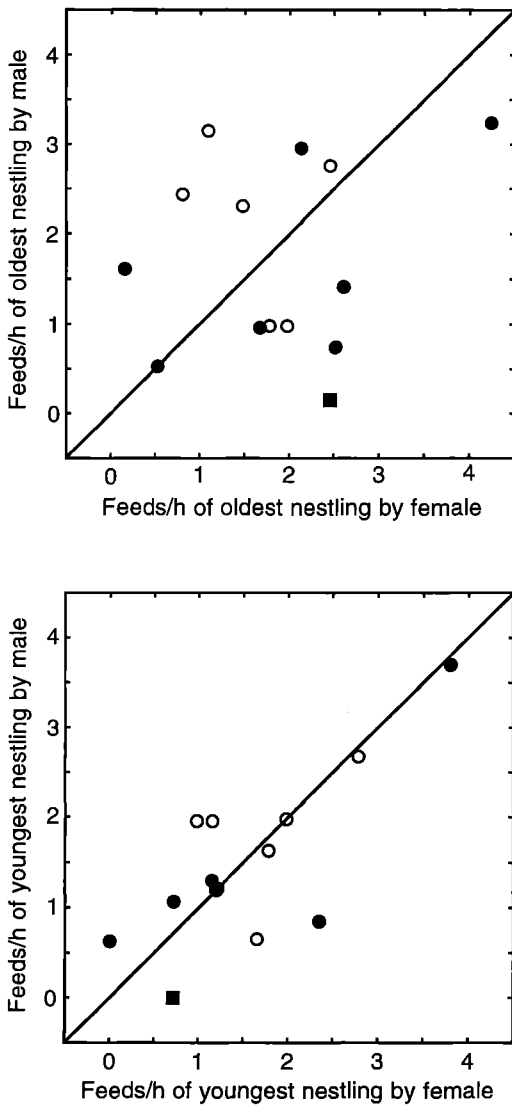 Feeds/h of oldest nestling by male
4
3
2
1
0
0 1 2 3 4
Feeds/h of oldest nestling by female
Feeds/h of youngest nestling by male
4
3
2
1
0
0 1 2 3 4
Feeds/h of youngest nestling by female